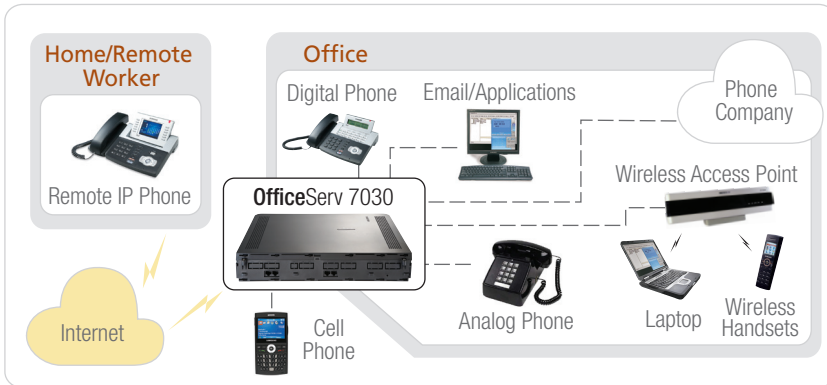 Home/Remote
Worker
Remote IP Phone
Internet
Office
Digital Phone
Email/Applications
Phone
Company
OfficeServ 7030
Wireless Access Point
Cell
Phone
Analog Phone
Laptop
Wireless
Handsets